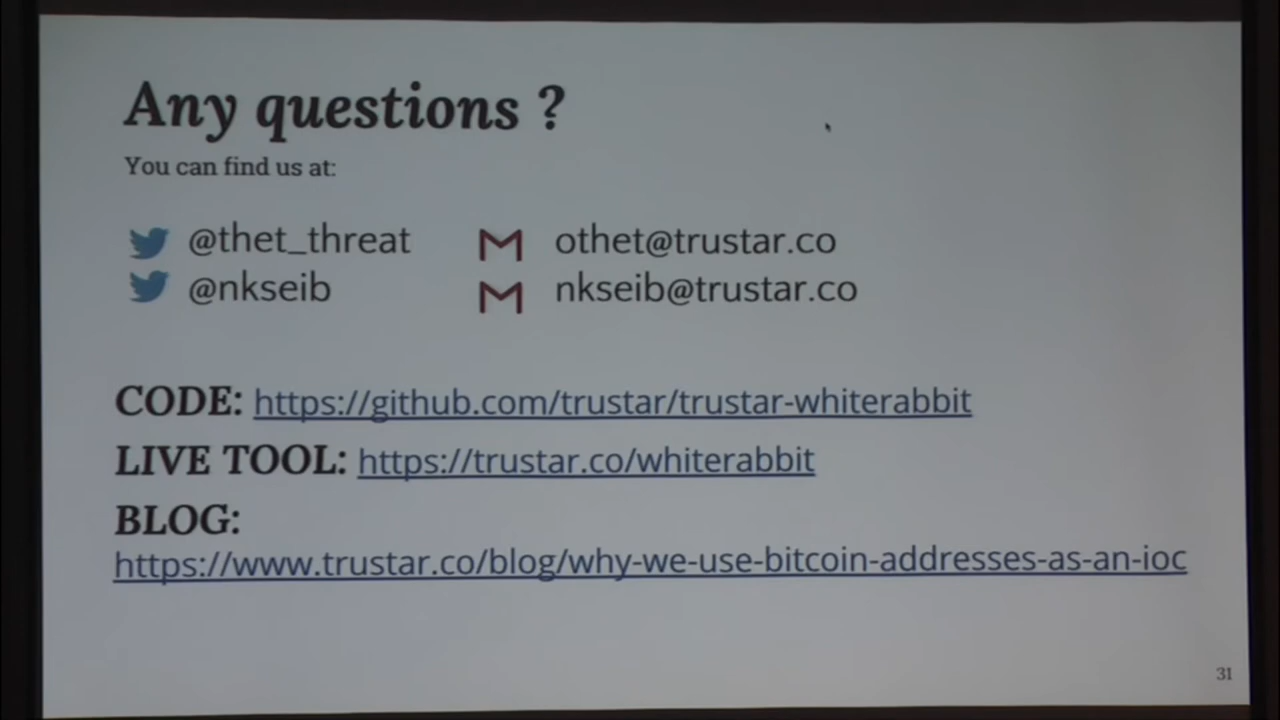 Any questions ?
You can find us at:
@thet_threat othet@trustar.co
@nkseib nkseib@trustar.co
CODE: https://github.com/trustar/trustar-whiterabbit
LIVE TOOL: https://trustar.co/whiterabbit
BLOG:
https://www.trustar.co/blog/why-we-use-bitcoin-addresses-as-an-ioc
31